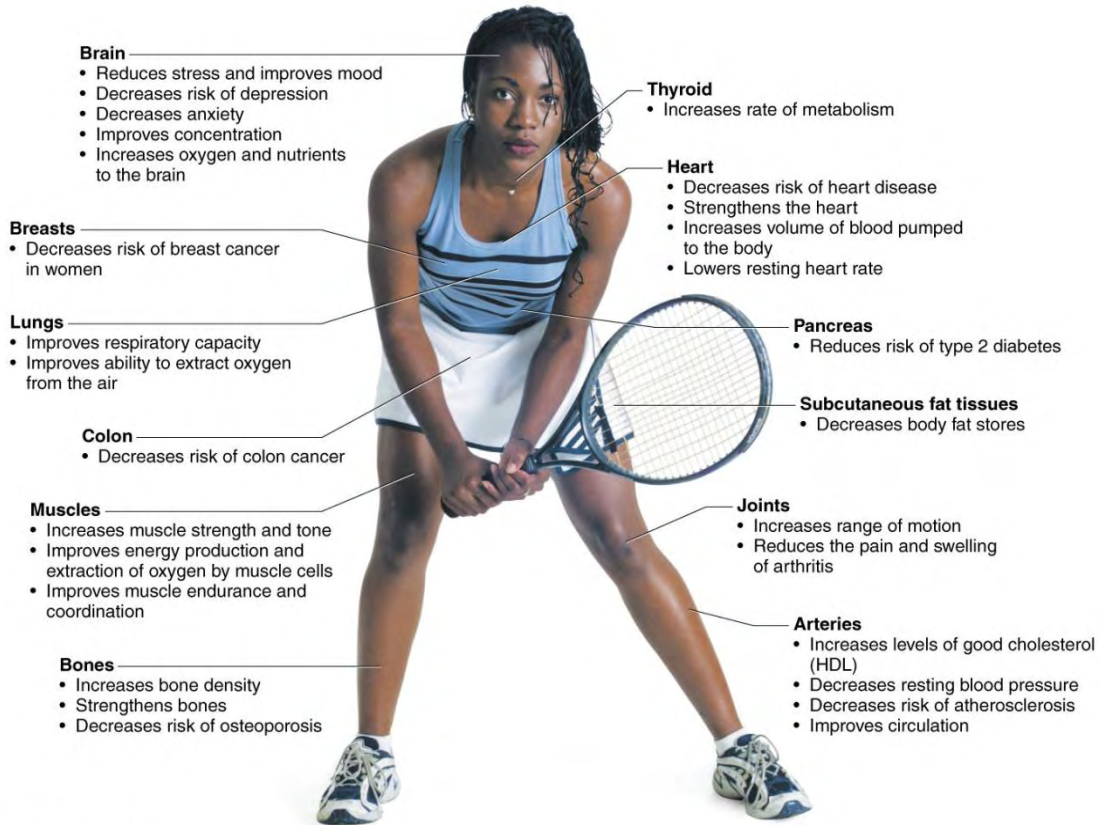 Brain
• Reduces stress and improves mood
• Decreases risk of depression
• Decreases anxiety
• Improves concentration
• Increases oxygen and nutrients
to the brain
Breasts
• Decreases risk of breast cancer
in women
Lungs
• Improves respiratory capacity
• Improves ability to extract oxygen
from the air
Colon
• Decreases risk of colon cancer
Muscles
• Increases muscle strength and tone
• Improves energy production and
extraction of oxygen by muscle cells
• Improves muscle endurance and
coordination
Bones
• Increases bone density
• Strengthens bones
• Decreases risk of osteoporosis
Thyroid
• Increases rate of metabolism
Heart
• Decreases risk of heart disease
• Strengthens the heart
• Increases volume of blood pumped
to the body
• Lowers resting heart rate
Pancreas
• Reduces risk of type 2 diabetes
Subcutaneous fat tissues
• Decreases body fat stores
Joints
• Increases range of motion
• Reduces the pain and swelling
of arthritis
Arteries
• Increases levels of good cholesterol
(HDL)
• Decreases resting blood pressure
• Decreases risk of atherosclerosis
• Improves circulation